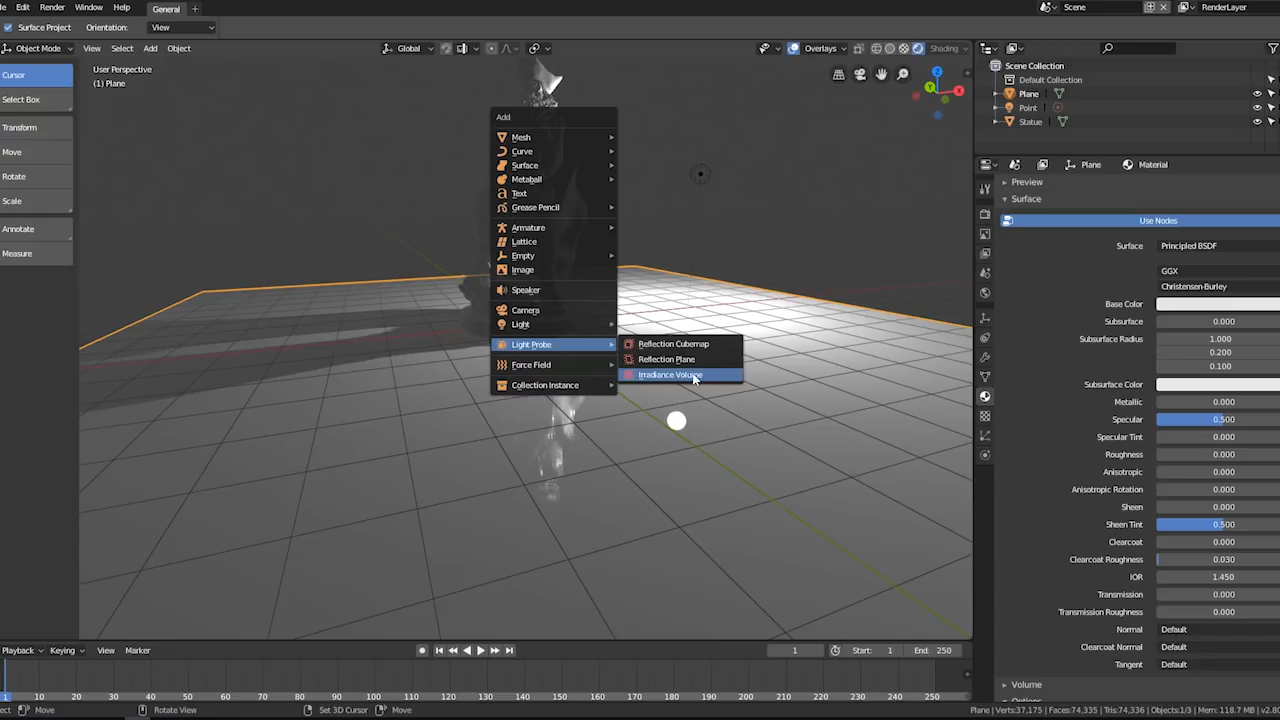 Edit Render Window Help General + Scene RenderLayer
Surface Project Orientation: View
Object Mode View Select Add Object Global Overlays Shading
Cursor
Select Box
Transform
Move
Rotate
Scale
Annotate
Measure
User Perspective
(1) Plane
Add
Mesh
Curve
Surface
Metaball
Text
Grease Pencil
Armature
Lattice
Empty
Image
Speaker
Camera
Light
Light Probe
Force Field
Collection Instance
Reflection Cubemap
Reflection Plane
Irradiance Volume
Z
Y
X
Scene Collection
Default Collection
Plane
Point
Statue
Plane Material
Preview
Surface
Use Nodes
Surface Principled BSDF
GGX
Christensen-Burley
Base Color
Subsurface 0.000
Subsurface Radius 1.000
0.200
0.100
Subsurface Color
Metallic 0.000
Specular 0.500
Specular Tint 0.000
Roughness 0.000
Anisotropic 0.000
Anisotropic Rotation 0.000
Sheen 0.000
Sheen Tint 0.500
Clearcoat 0.000
Clearcoat Roughness 0.030
IOR 1.450
Transmission 0.000
Transmission Roughness 0.000
Normal Default
Clearcoat Normal Default
Tangent Default
Volume
Options
Playback Keying View Marker 1 Start: 1 End: 250
1 10 20 30 40 50 60 70 80 90 100 110 120 130 140 150 160 170 180 190 200 210 220 230 240 250
Move Rotate View Set 3D Cursor Move Plane | Verts:37,175 | Faces:74,335 | Tris:74,336 | Objects:1/3 | Mem: 118.7 MB | v2.80